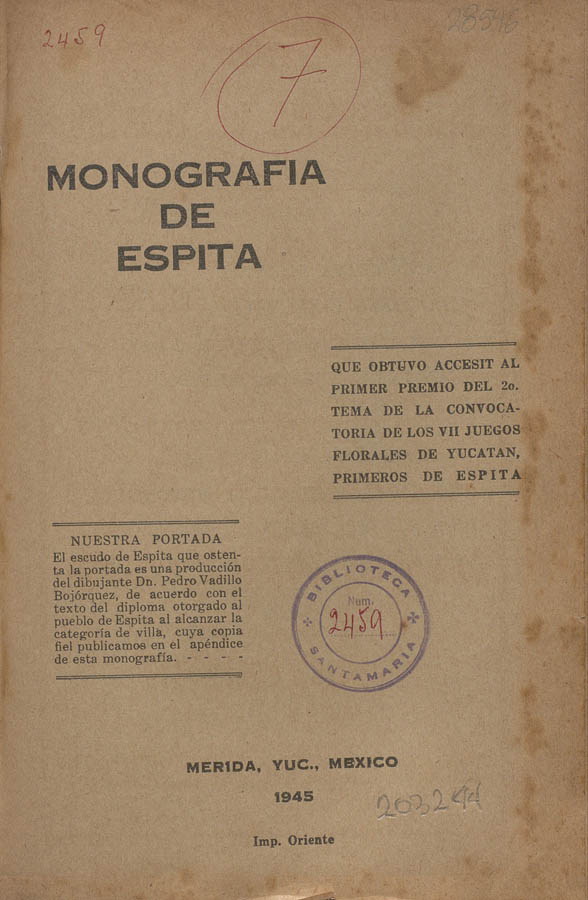 2459
7
MONOGRAFIA
DE
ESPITA
QUE OBTUVO ACCESIT AL
PRIMER PREMIO DEL 2o.
TEMA DE LA CONVOCA-
TORIA DE LOS VII JUEGOS
FLORALES DE YUCATAN,
PRIMEROS DE ESPITA
NUESTRA PORTADA
El escudo de Espita que osten-
ta la portada es una producción
del dibujante Dn. Pedro Vadillo
Bojórquez, de acuerdo con el
texto del diploma otorgado al
pueblo de Espita al alcanzar la
categoría de villa, cuya copia
fiel publicamos en el apéndice
de esta monografía. - - - -
BIBLIOTECA
Num.
2459
SANTAMARIA
MERIDA, YUC., MEXICO
1945
Imp. Oriente